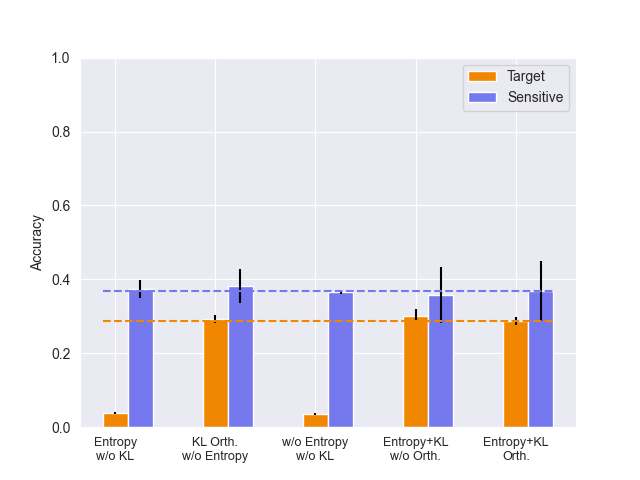 1.0
0.8
0.6
0.4
0.2
0.0
Accuracy
Target
Sensitive
Entropy
w/o KL
KL Orth.
w/o Entropy
w/o Entropy
w/o KL
Entropy+KL
w/o Orth.
Entropy+KL
Orth.